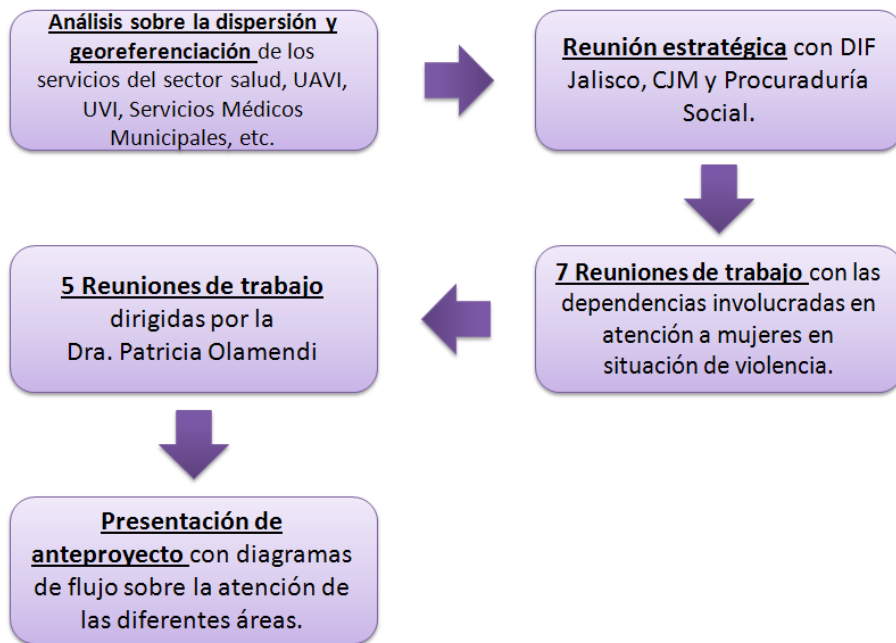 Análisis sobre la dispersión y
georeferenciación de los
servicios del sector salud, UAVI,
UVI, Servicios Médicos
Municipales, etc.
Reunión estratégica con DIF
Jalisco, CJM y Procuraduría
Social.
7 Reuniones de trabajo con las
dependencias involucradas en
atención a mujeres en
situación de violencia.
5 Reuniones de trabajo
dirigidas por la
Dra. Patricia Olamendi
Presentación de
anteproyecto con diagramas
de flujo sobre la atención de
las diferentes áreas.